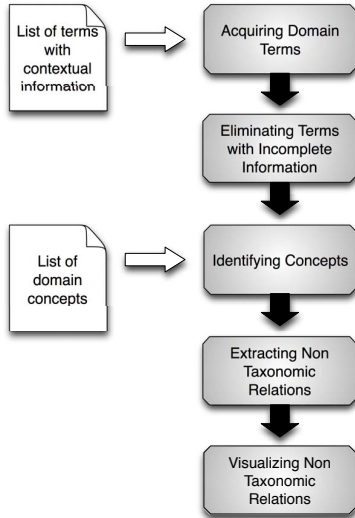 List of terms
with
contextual
information
Acquiring Domain
Terms
Eliminating Terms
with Incomplete
Information
List of
domain
concepts
Identifying Concepts
Extracting Non
Taxonomic
Relations
Visualizing Non
Taxonomic
Relations